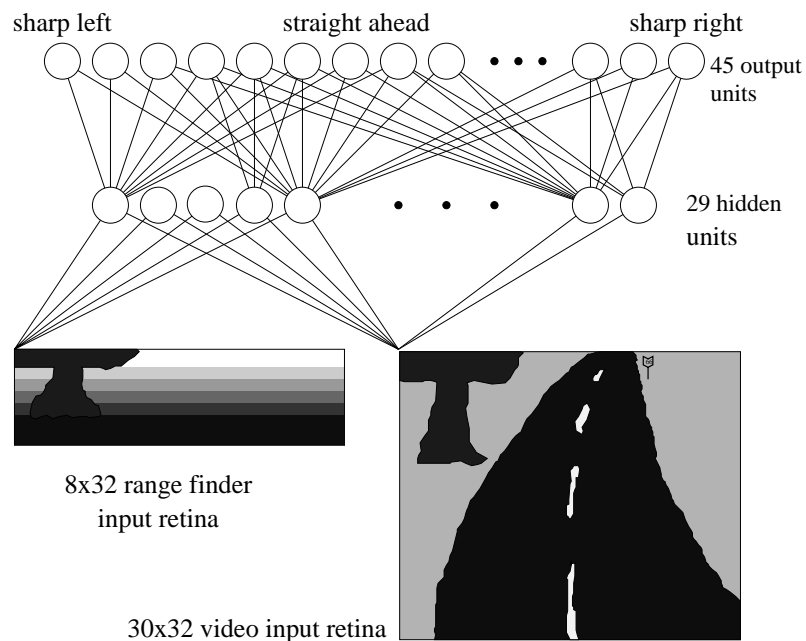 sharp left
straight ahead
sharp right
45 output
units
29 hidden
units
8x32 range finder
input retina
30x32 video input retina